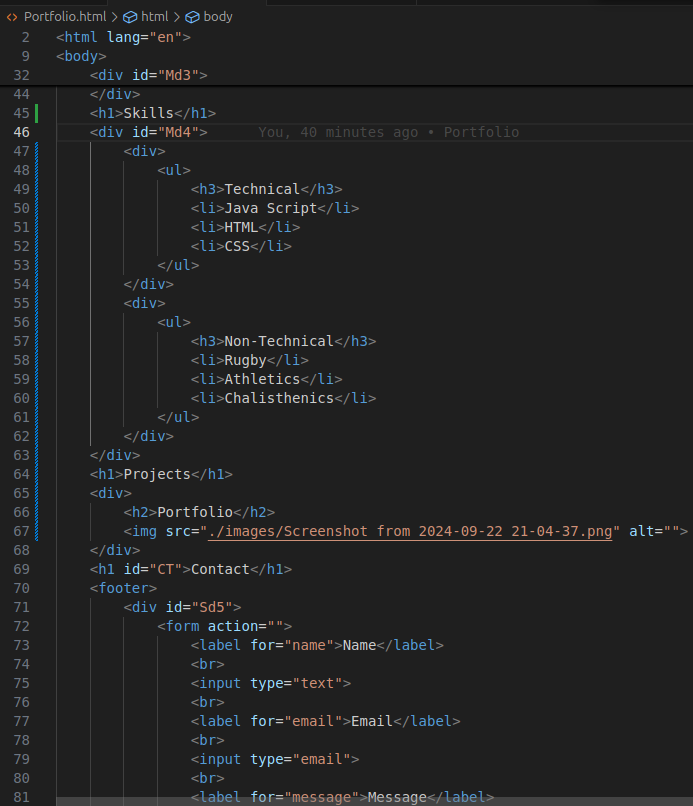 Portfolio.html > html > body
2 <html lang="en">
9 <body>
32 <div id="Md3">
44 </div>
45 <h1>Skills</h1>
46 <div id="Md4"> You, 40 minutes ago • Portfolio
47 <div>
48 <ul>
49 <h3>Technical</h3>
50 <li>Java Script</li>
51 <li>HTML</li>
52 <li>CSS</li>
53 </ul>
54 </div>
55 <div>
56 <ul>
57 <h3>Non-Technical</h3>
58 <li>Rugby</li>
59 <li>Athletics</li>
60 <li>Chalisthenics</li>
61 </ul>
62 </div>
63 </div>
64 <h1>Projects</h1>
65 <div>
66 <h2>Portfolio</h2>
67 <img src="./images/Screenshot from 2024-09-22 21-04-37.png" alt="">
68 </div>
69 <h1 id="CT">Contact</h1>
70 <footer>
71 <div id="Sd5">
72 <form action="">
73 <label for="name">Name</label>
74 <br>
75 <input type="text">
76 <br>
77 <label for="email">Email</label>
78 <br>
79 <input type="email">
80 <br>
81 <label for="message">Message</label>